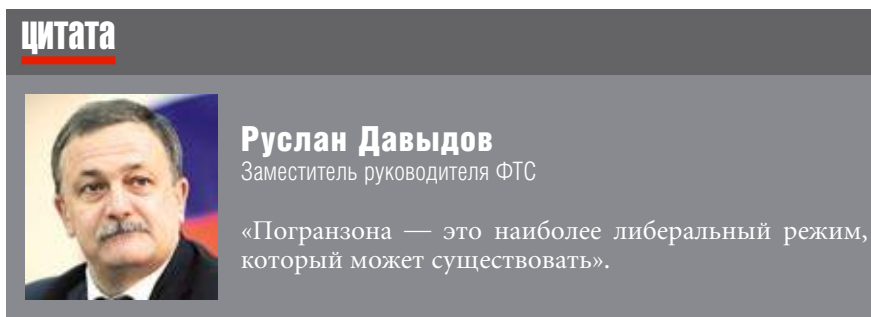 цитата
Руслан Давыдов
Заместитель руководителя ФТС
«Погранзона — это наиболее либеральный режим,
который может существовать».